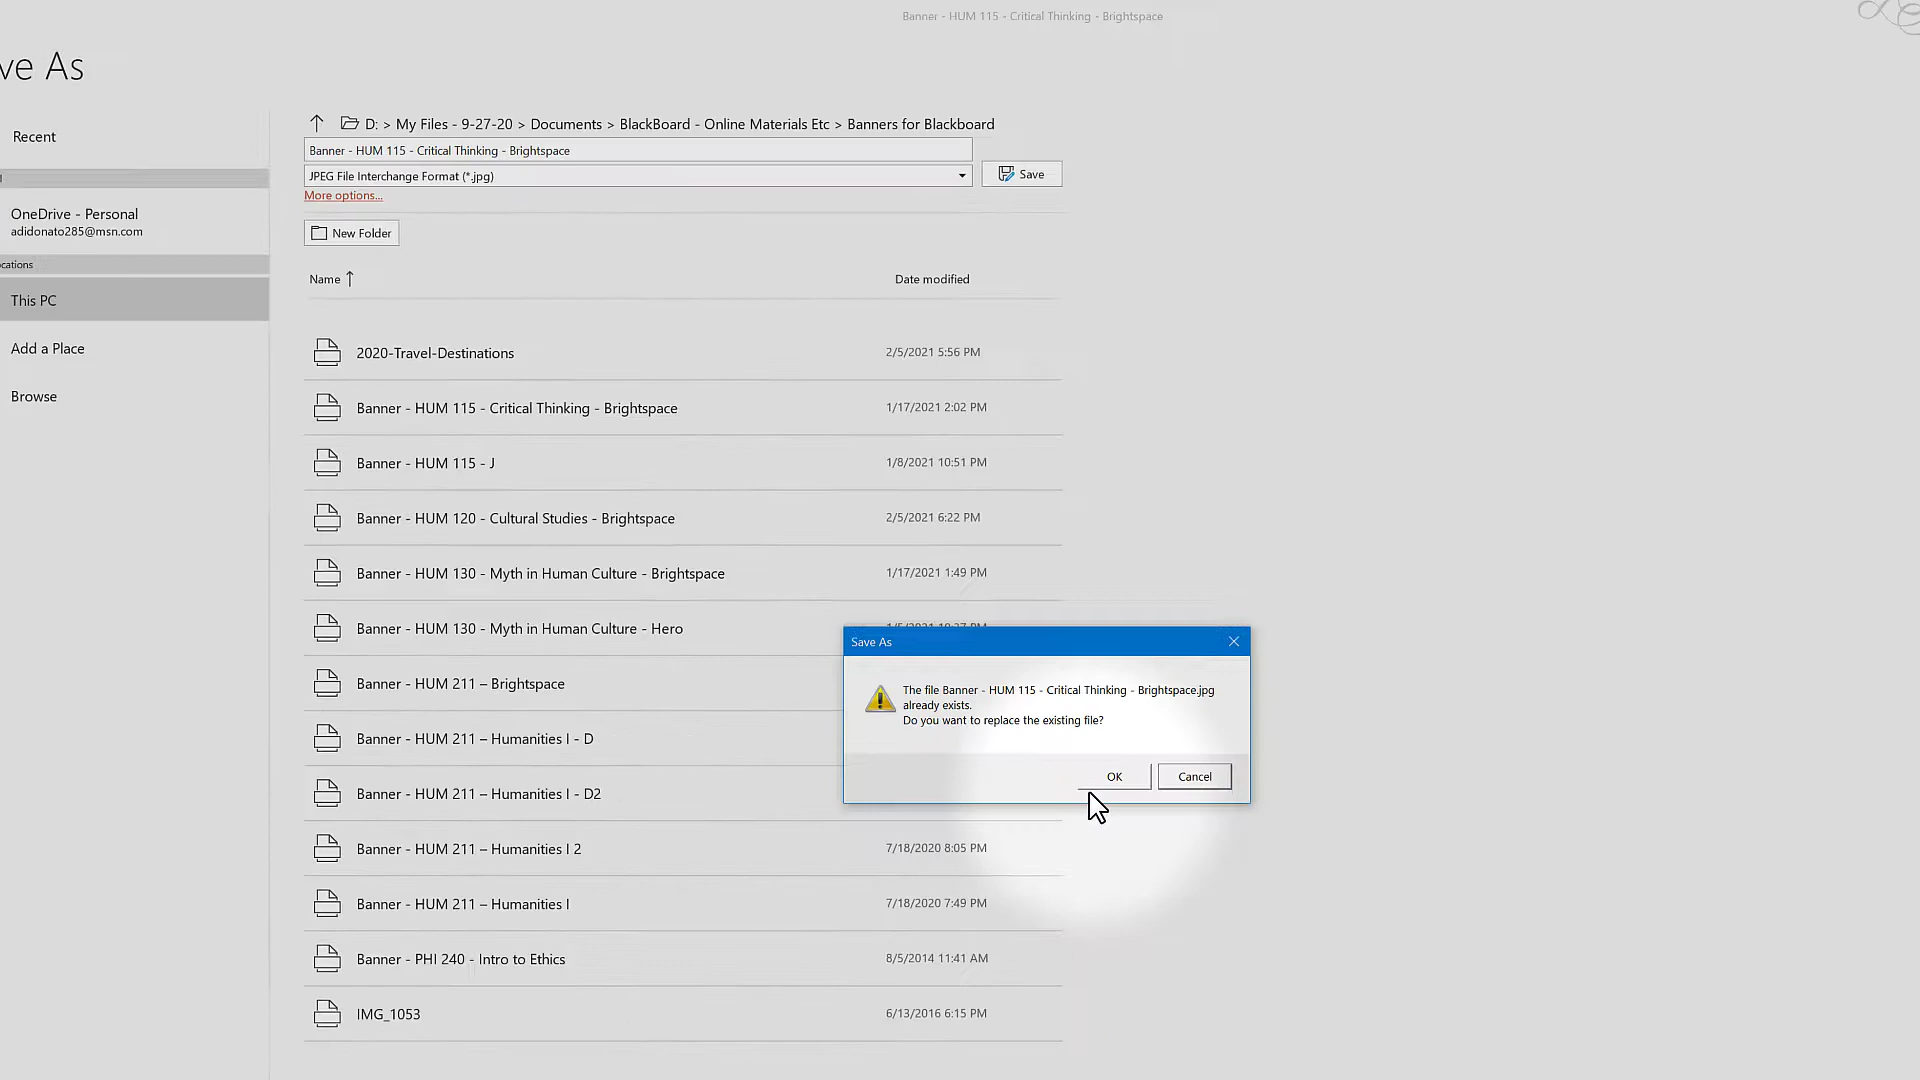 Banner - HUM 115 - Critical Thinking - Brightspace
ve As
Recent
OneDrive - Personal
adidonato285@msn.com
ocations
This PC
Add a Place
Browse
D: > My Files - 9-27-20 > Documents > BlackBoard - Online Materials Etc > Banners for Blackboard
Banner - HUM 115 - Critical Thinking - Brightspace
JPEG File Interchange Format (*.jpg)
Save
More options...
New Folder
Name Date modified
2020-Travel-Destinations 2/5/2021 5:56 PM
Banner - HUM 115 - Critical Thinking - Brightspace 1/17/2021 2:02 PM
Banner - HUM 115 - J 1/8/2021 10:51 PM
Banner - HUM 120 - Cultural Studies - Brightspace 2/5/2021 6:22 PM
Banner - HUM 130 - Myth in Human Culture - Brightspace 1/17/2021 1:49 PM
Banner - HUM 130 - Myth in Human Culture - Hero
Banner - HUM 211 – Brightspace
Banner - HUM 211 – Humanities I - D
Banner - HUM 211 – Humanities I - D2
Banner - HUM 211 – Humanities I 2 7/18/2020 8:05 PM
Banner - HUM 211 – Humanities I 7/18/2020 7:49 PM
Banner - PHI 240 - Intro to Ethics 8/5/2014 11:41 AM
IMG_1053 6/13/2016 6:15 PM
Save As
The file Banner - HUM 115 - Critical Thinking - Brightspace.jpg
already exists.
Do you want to replace the existing file?
OK Cancel